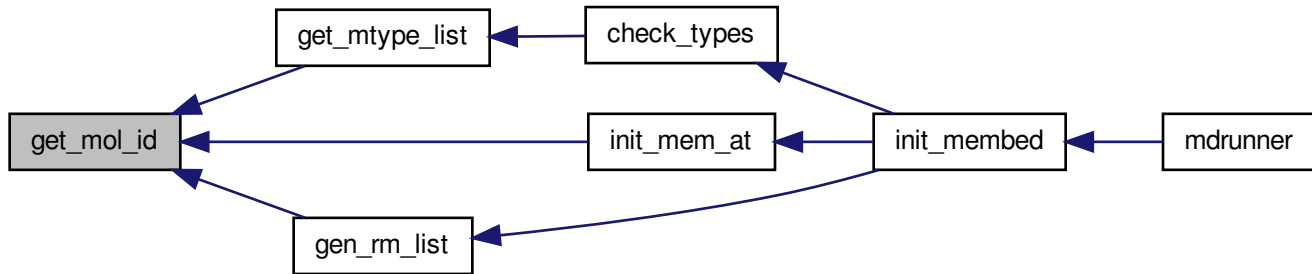 get_mtype_list
check_types
get_mol_id
init_mem_at
init_membed
mdrunner
gen_rm_list